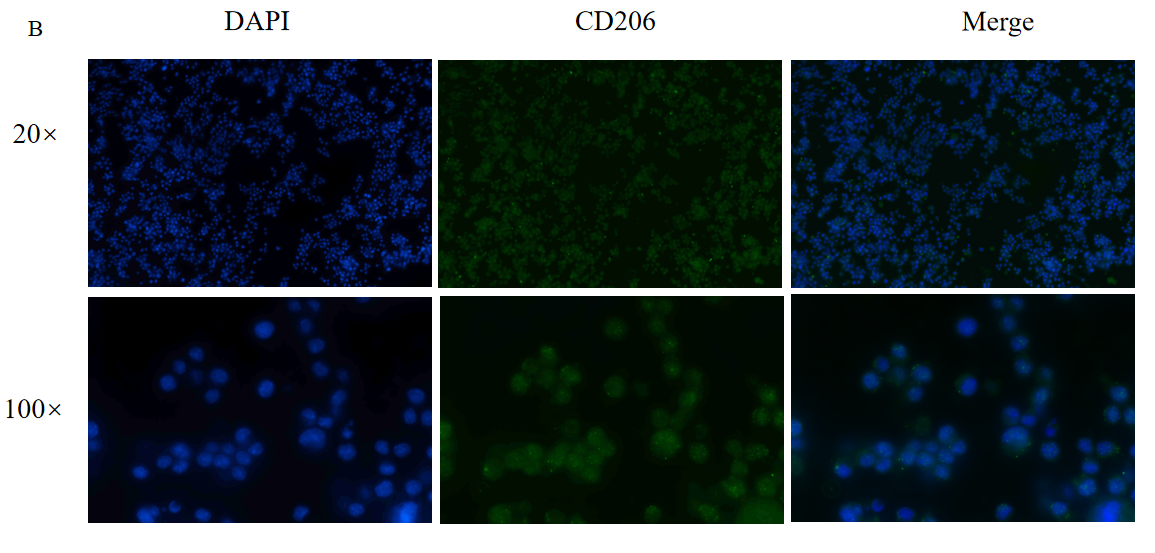 B
DAPI
CD206
Merge
20×
100×